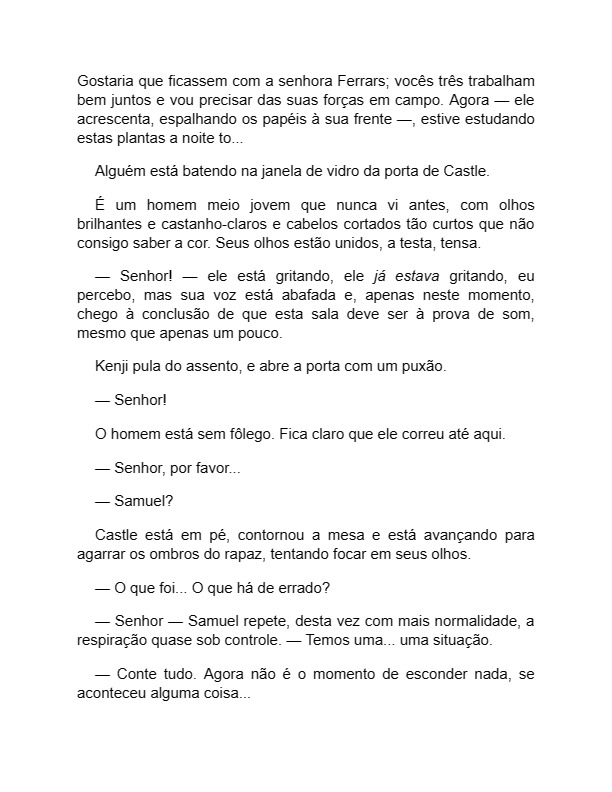 Gostaria que ficassem com a senhora Ferrars; vocês três trabalham
bem juntos e vou precisar das suas forças em campo. Agora — ele
acrescenta, espalhando os papéis à sua frente —, estive estudando
estas plantas a noite to...
Alguém está batendo na janela de vidro da porta de Castle.
É um homem meio jovem que nunca vi antes, com olhos
brilhantes e castanho-claros e cabelos cortados tão curtos que não
consigo saber a cor. Seus olhos estão unidos, a testa, tensa.
— Senhor! — ele está gritando, ele já estava gritando, eu
percebo, mas sua voz está abafada e, apenas neste momento,
chego à conclusão de que esta sala deve ser à prova de som,
mesmo que apenas um pouco.
Kenji pula do assento, e abre a porta com um puxão.
— Senhor!
O homem está sem fôlego. Fica claro que ele correu até aqui.
— Senhor, por favor...
— Samuel?
Castle está em pé, contornou a mesa e está avançando para
agarrar os ombros do rapaz, tentando focar em seus olhos.
— O que foi... O que há de errado?
— Senhor — Samuel repete, desta vez com mais normalidade, a
respiração quase sob controle. — Temos uma... uma situação.
— Conte tudo. Agora não é o momento de esconder nada, se
aconteceu alguma coisa...